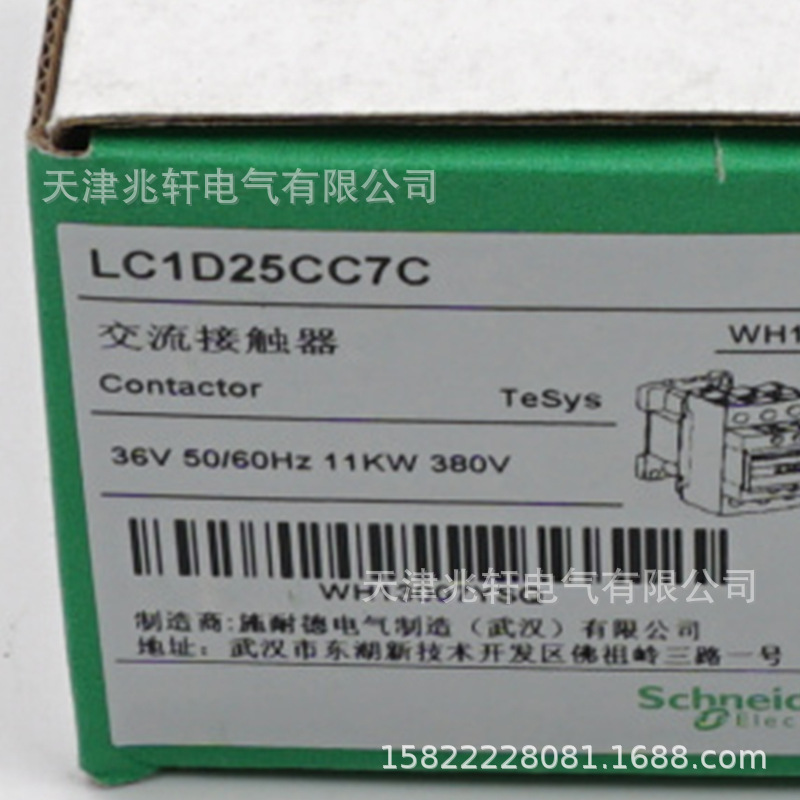 天津兆轩电气有限公司
LC1D25CC7C
交流接触器
WH1
Contactor
TeSys
36V 50/60Hz 11KW 380V
天津兆轩电气有限公司
制造商:施耐德电气制造（武汉）有限公司
地址: 武汉市东湖新技术开发区佛祖岭三路一号
Schneid
Elec
15822228081.1688.com